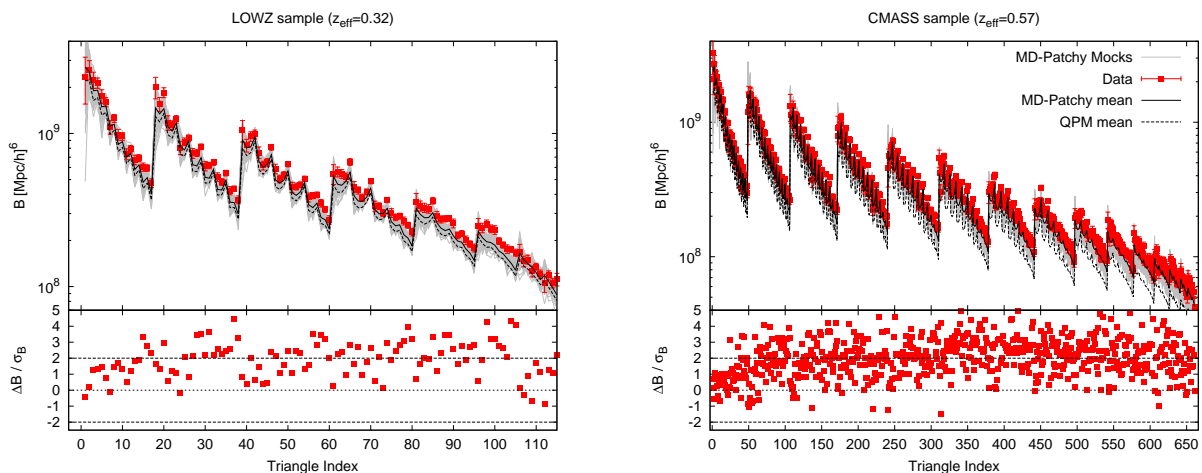 LOWZ sample (z_eff=0.32)
B [Mpc/h]^6
10^9
10^8
5
4
3
2
1
0
-1
-2
ΔB / σ_B
0 10 20 30 40 50 60 70 80 90 100 110
Triangle Index
CMASS sample (z_eff=0.57)
MD-Patchy Mocks
Data
MD-Patchy mean
QPM mean
B [Mpc/h]^6
10^9
10^8
5
4
3
2
1
0
-1
-2
ΔB / σ_B
0 50 100 150 200 250 300 350 400 450 500 550 600 650
Triangle Index